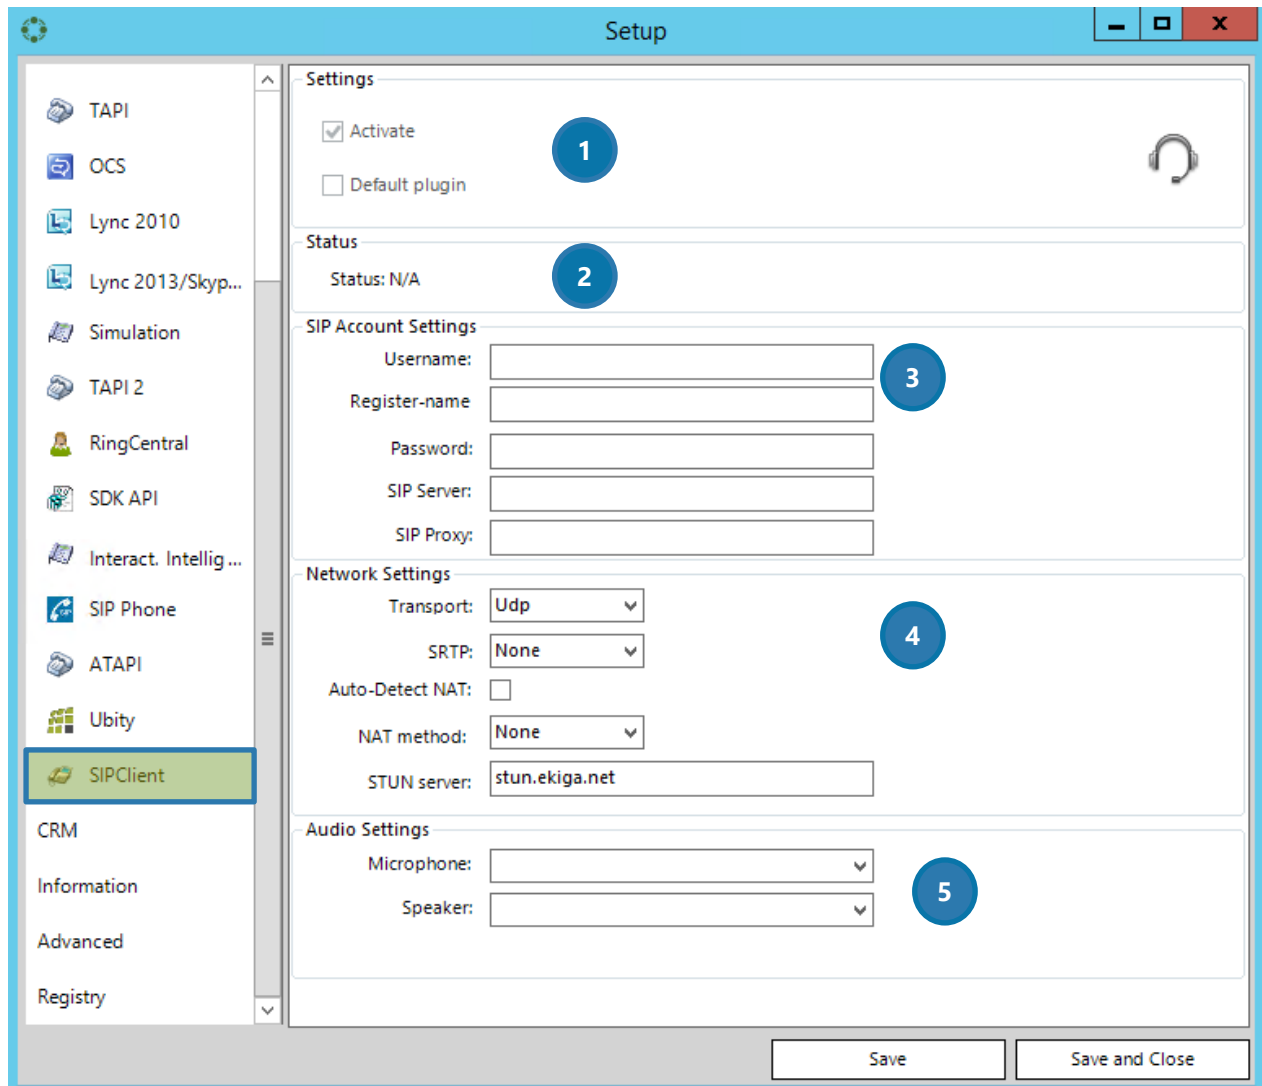 Setup
x
TAPI
OCS
Lync 2010
Lync 2013/Skyp...
Simulation
TAPI 2
RingCentral
SDK API
Interact. Intellig ...
SIP Phone
ATAPI
Ubity
SIPClient
CRM
Information
Advanced
Registry
Settings
Activate
Default plugin
1
Status
Status: N/A
2
SIP Account Settings
Username:
3
Register-name
Password:
SIP Server:
SIP Proxy:
Network Settings
Transport: Udp
4
SRTP: None
Auto-Detect NAT:
NAT method: None
STUN server: stun.ekiga.net
Audio Settings
Microphone:
5
Speaker:
Save
Save and Close